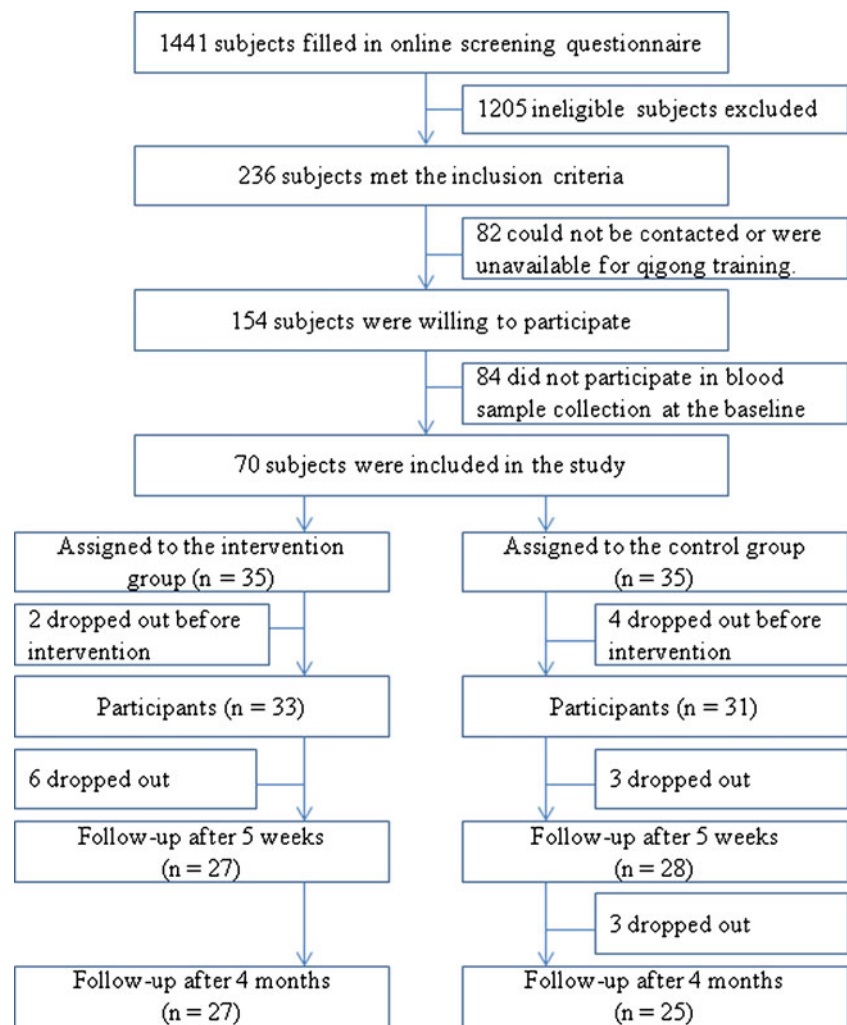 1441 subjects filled in online screening questionnaire
1205 ineligible subjects excluded
236 subjects met the inclusion criteria
82 could not be contacted or were
unavailable for qigong training.
154 subjects were willing to participate
84 did not participate in blood
sample collection at the baseline
70 subjects were included in the study
Assigned to the intervention
group (n = 35)
Assigned to the control group
(n = 35)
2 dropped out before
intervention
4 dropped out before
intervention
Participants (n = 33)
Participants (n = 31)
6 dropped out
3 dropped out
Follow-up after 5 weeks
(n = 27)
Follow-up after 5 weeks
(n = 28)
3 dropped out
Follow-up after 4 months
(n = 27)
Follow-up after 4 months
(n = 25)